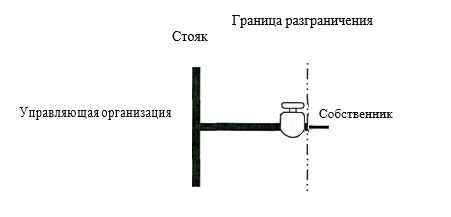 Граница разграничения
Стояк
Управляющая организация
Собственник